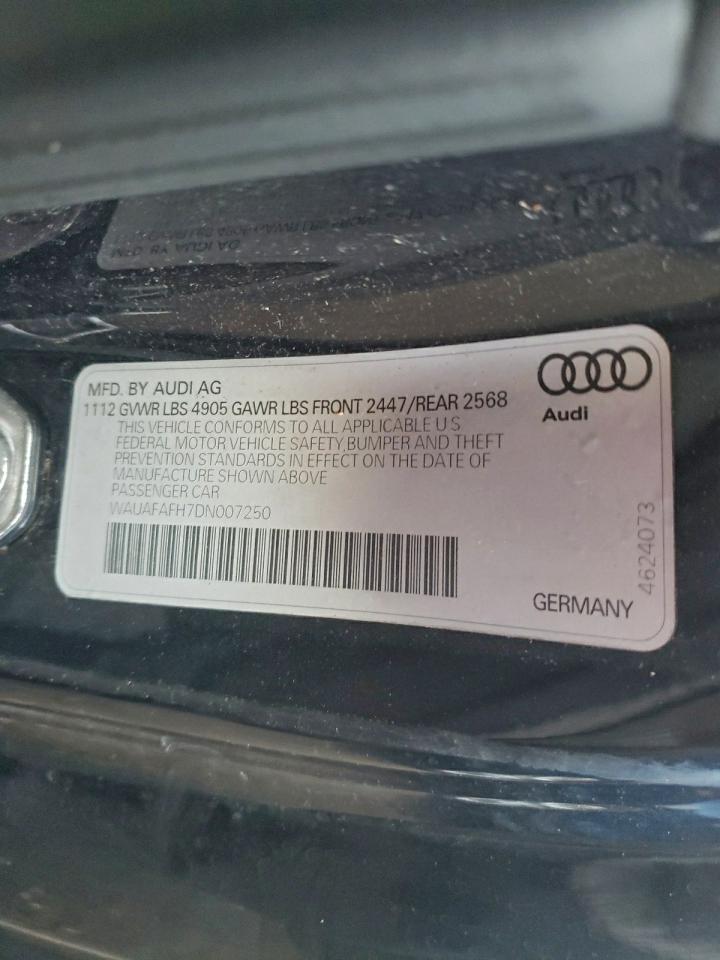 MFD. BY AUDI AG
1112 GVWR LBS 4905 GAWR LBS FRONT 2447/REAR 2568
THIS VEHICLE CONFORMS TO ALL APPLICABLE U S
FEDERAL MOTOR VEHICLE SAFETY,BUMPER AND THEFT
PREVENTION STANDARDS IN EFFECT ON THE DATE OF
MANUFACTURE SHOWN ABOVE
PASSENGER CAR
WAUAFAFH7DN007250
Audi
4624073
GERMANY